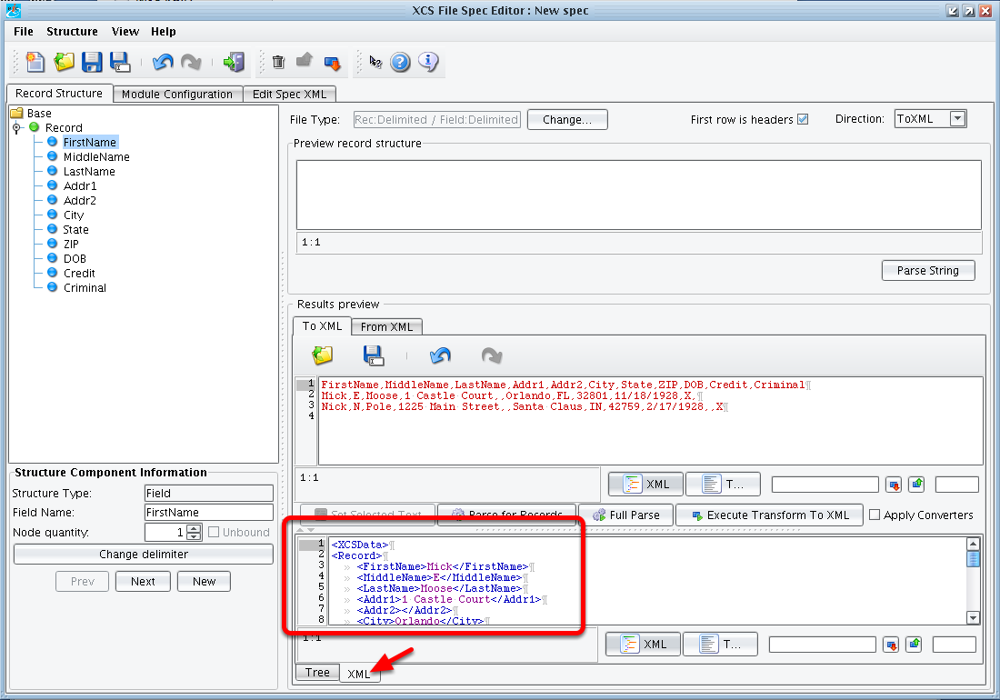 XCS File Spec Editor : New spec
File Structure View Help
Record Structure Module Configuration Edit Spec XML
Base
Record
FirstName
MiddleName
LastName
Addr1
Addr2
City
State
ZIP
DOB
Credit
Criminal
Structure Component Information
Structure Type: Field
Field Name: FirstName
Node quantity: 1 Unbound
Change delimiter
Prev Next New
File Type: Rec:Delimited / Field:Delimited Change... First row is headers Direction: ToXML
Preview record structure
1:1
Parse String
Results preview
To XML From XML
1 FirstName,MiddleName,LastName,Addr1,Addr2,City,State,ZIP,DOB,Credit,Criminal¶
2 Mick,E,Moose,1 Castle Court,,Orlando,FL,32801,11/18/1928,X,¶
3 Nick,N,Pole,1225 Main Street,,Santa Claus,IN,42759,2/17/1928,,X¶
4
1:1 XML T...
Set Selected Text Parse for Records Full Parse Execute Transform To XML Apply Converters
1 <XCSData>¶
2 <Record>¶
3 » <FirstName>Mick</FirstName>¶
4 » <MiddleName>E</MiddleName>¶
5 » <LastName>Moose</LastName>¶
6 » <Addr1>1 Castle Court</Addr1>¶
7 » <Addr2></Addr2>¶
8 » <City>Orlando</City>¶
1:1 XML T...
Tree XML